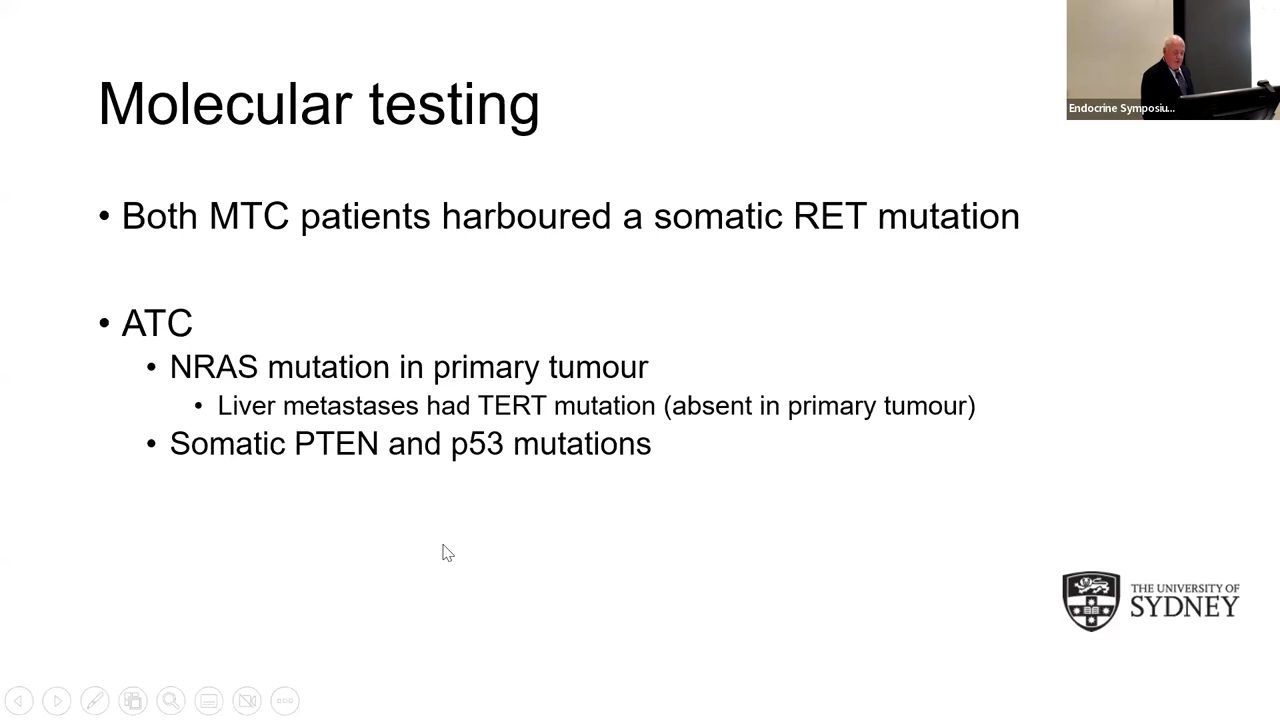 Molecular testing
Endocrine Symposiu...
• Both MTC patients harboured a somatic RET mutation
• ATC
• NRAS mutation in primary tumour
• Liver metastases had TERT mutation (absent in primary tumour)
• Somatic PTEN and p53 mutations
THE UNIVERSITY OF
SYDNEY